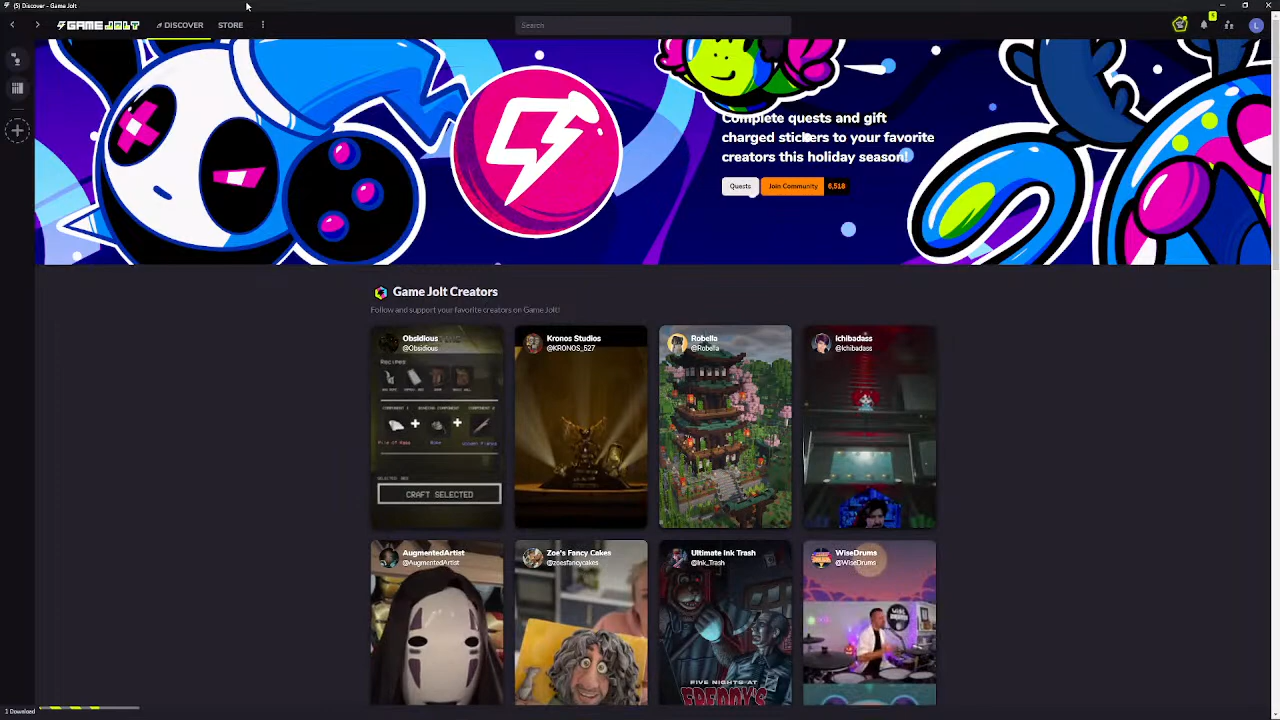 (5) Discover - Game Jolt
GAME JOLT
DISCOVER
STORE
Search
5
L
Complete quests and gift
charged stickers to your favorite
creators this holiday season!
Quests
Join Community
6,518
Game Jolt Creators
Follow and support your favorite creators on Game Jolt!
Obsidious
@Obsidious
Recipes
+
+
CRAFT SELECTED
Kronos Studios
@KRONOS_527
Robella
@Robella
Ichibadass
@Ichibadass
AugmentedArtist
@AugmentedArtist
Zoe's Fancy Cakes
@zoesfancycakes
Ultimate Ink Trash
@Ink_Trash
FIVE NIGHTS AT
FREDDY'S
WiseDrums
@WiseDrums
1 Download